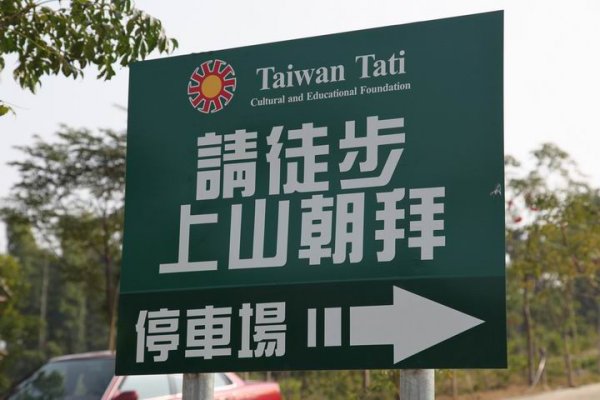 Taiwan Tati
Cultural and Educational Foundation
請徒步
上山朝拜
停車場